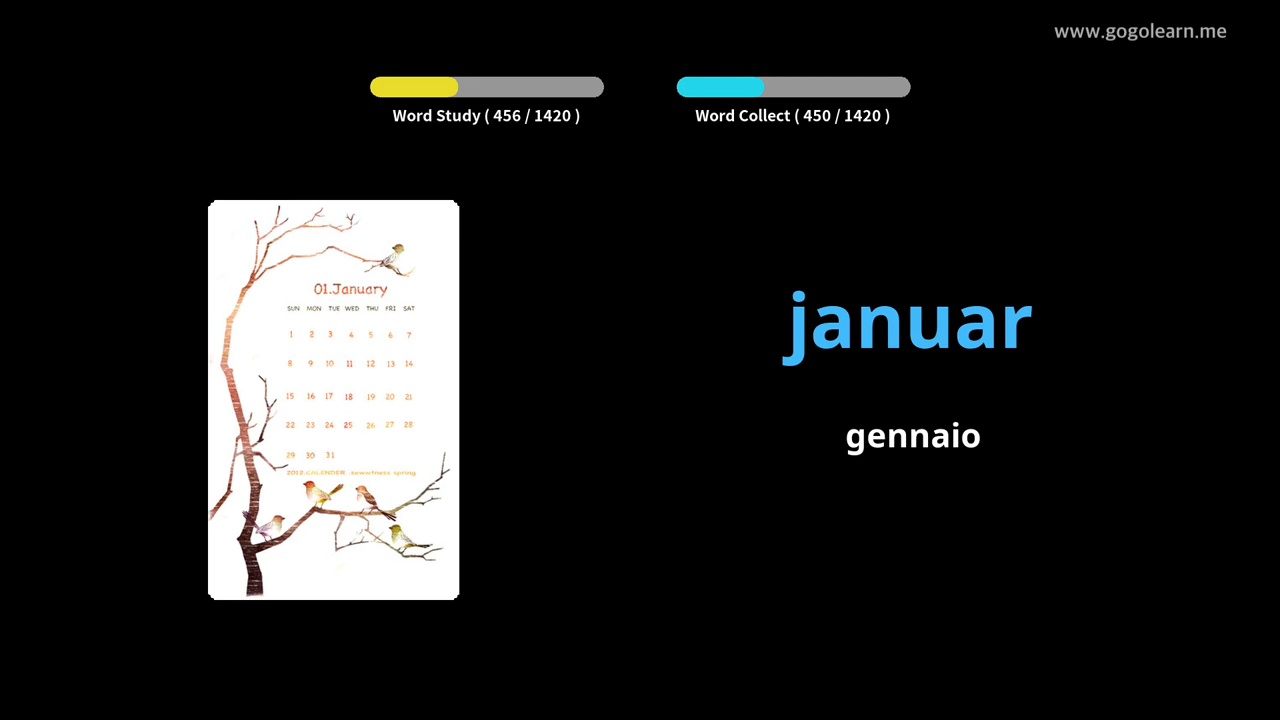 www.gogolearn.me
Word Study ( 456 / 1420 )
Word Collect ( 450 / 1420 )
01.January
SUN MON TUE WED THU FRI SAT
1 2 3 4 5 6 7
8 9 10 11 12 13 14
15 16 17 18 19 20 21
22 23 24 25 26 27 28
29 30 31
CALENDER spring
januar
gennaio